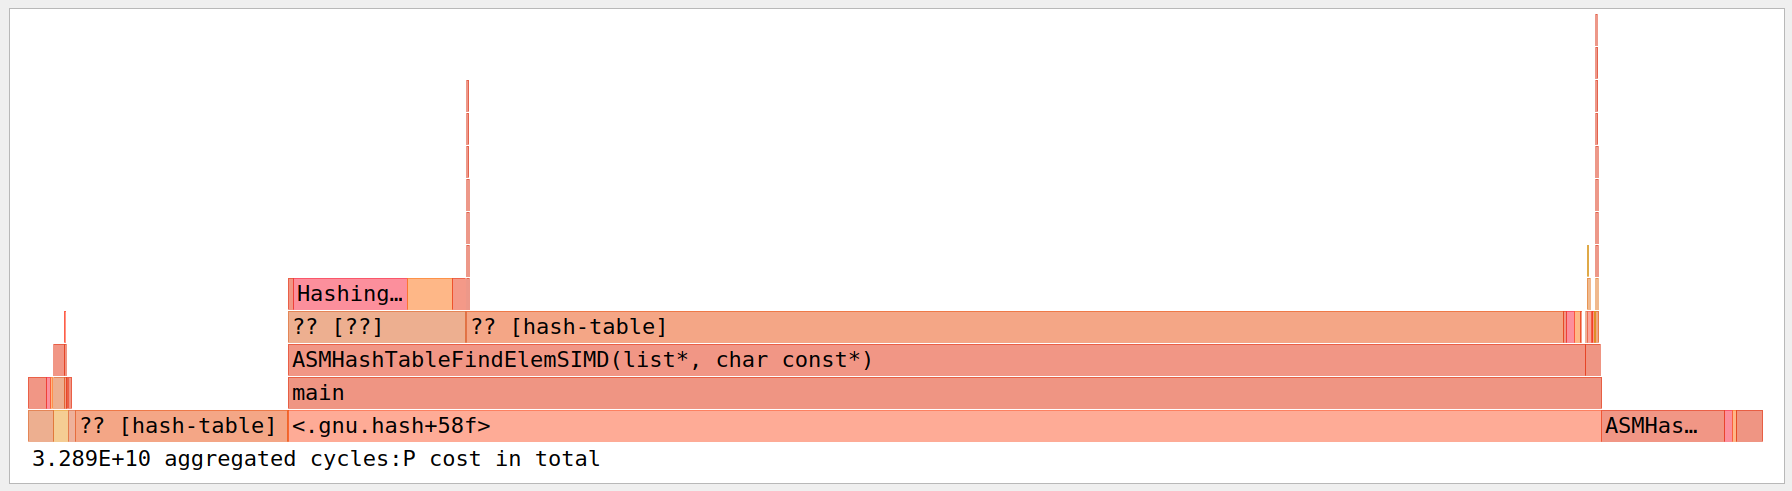 Hashing…
?? [??] ?? [hash-table]
ASMHashTableFindElemSIMD(list*, char const*)
main
?? [hash-table] <.gnu.hash+58f> ASMHas…
3.289E+10 aggregated cycles:P cost in total